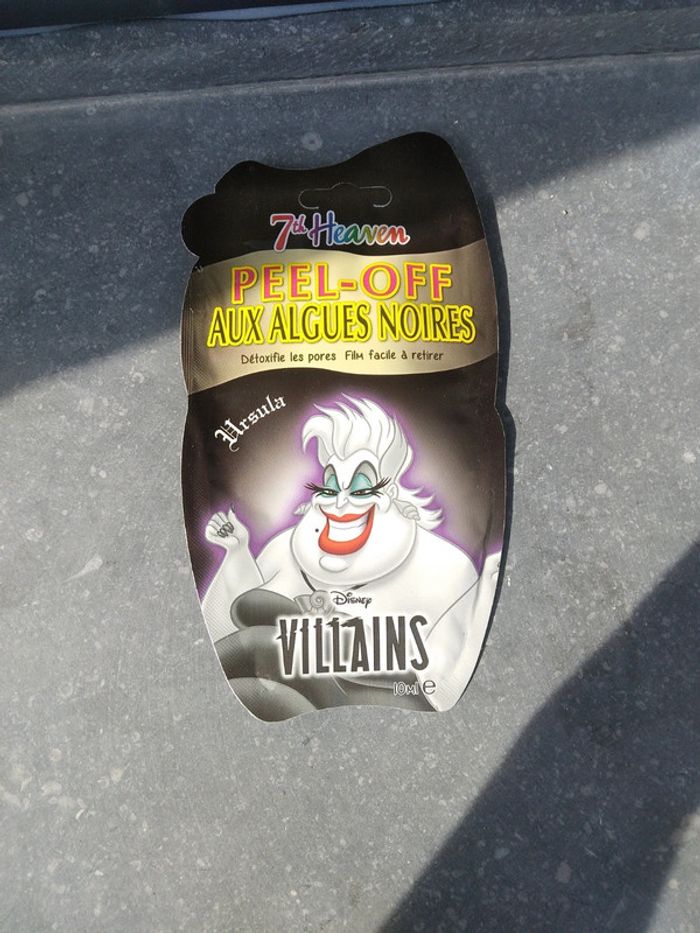 7th Heaven
PEEL-OFF
AUX ALGUES NOIRES
Détoxifie les pores Film facile à retirer
Ursula
Disney
VILLAINS
10ml e